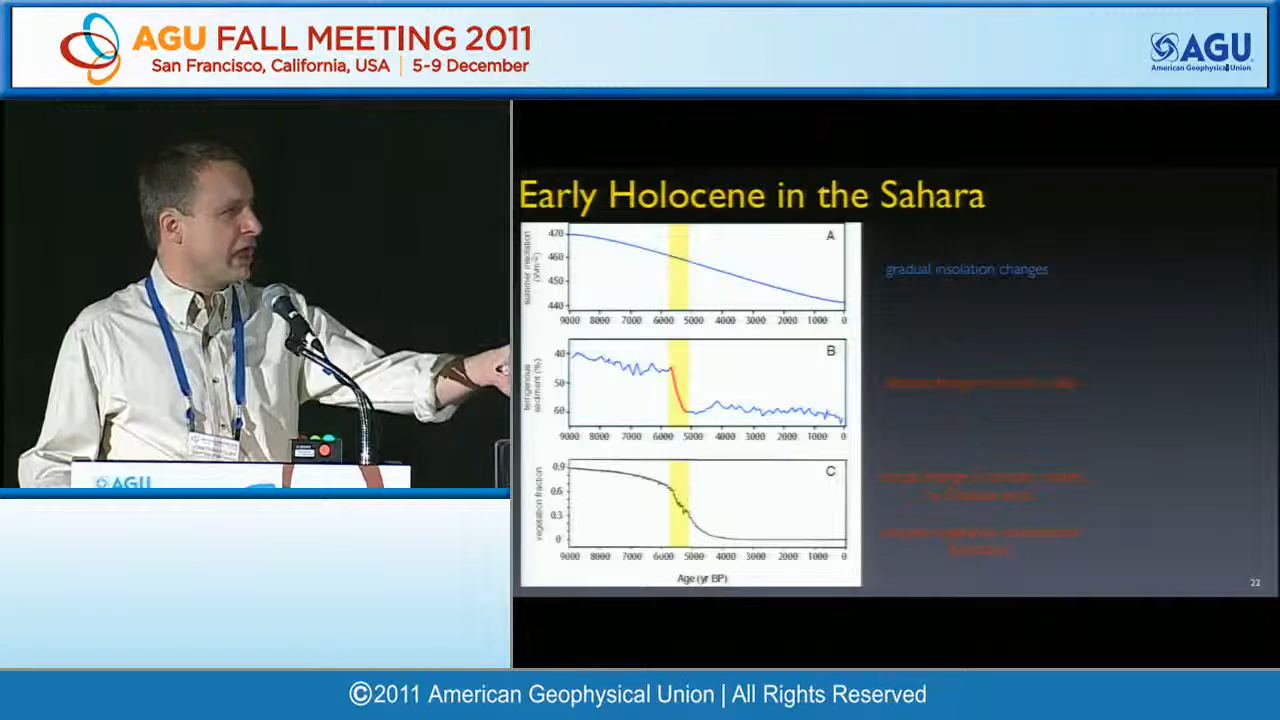 AGU FALL MEETING 2011
San Francisco, California, USA | 5-9 December
AGU
American Geophysical Union
AGU
Early Holocene in the Sahara
summer insolation
470
460
450
440
A
9000 8000 7000 6000 5000 4000 3000 2000 1000 0
gradual insolation changes
terrigenous
sediment (%)
40
50
60
B
9000 8000 7000 6000 5000 4000 3000 2000 1000 0
vegetation fraction
0.9
0.6
0.3
0
C
9000 8000 7000 6000 5000 4000 3000 2000 1000 0
Age (yr BP)
22
©2011 American Geophysical Union | All Rights Reserved